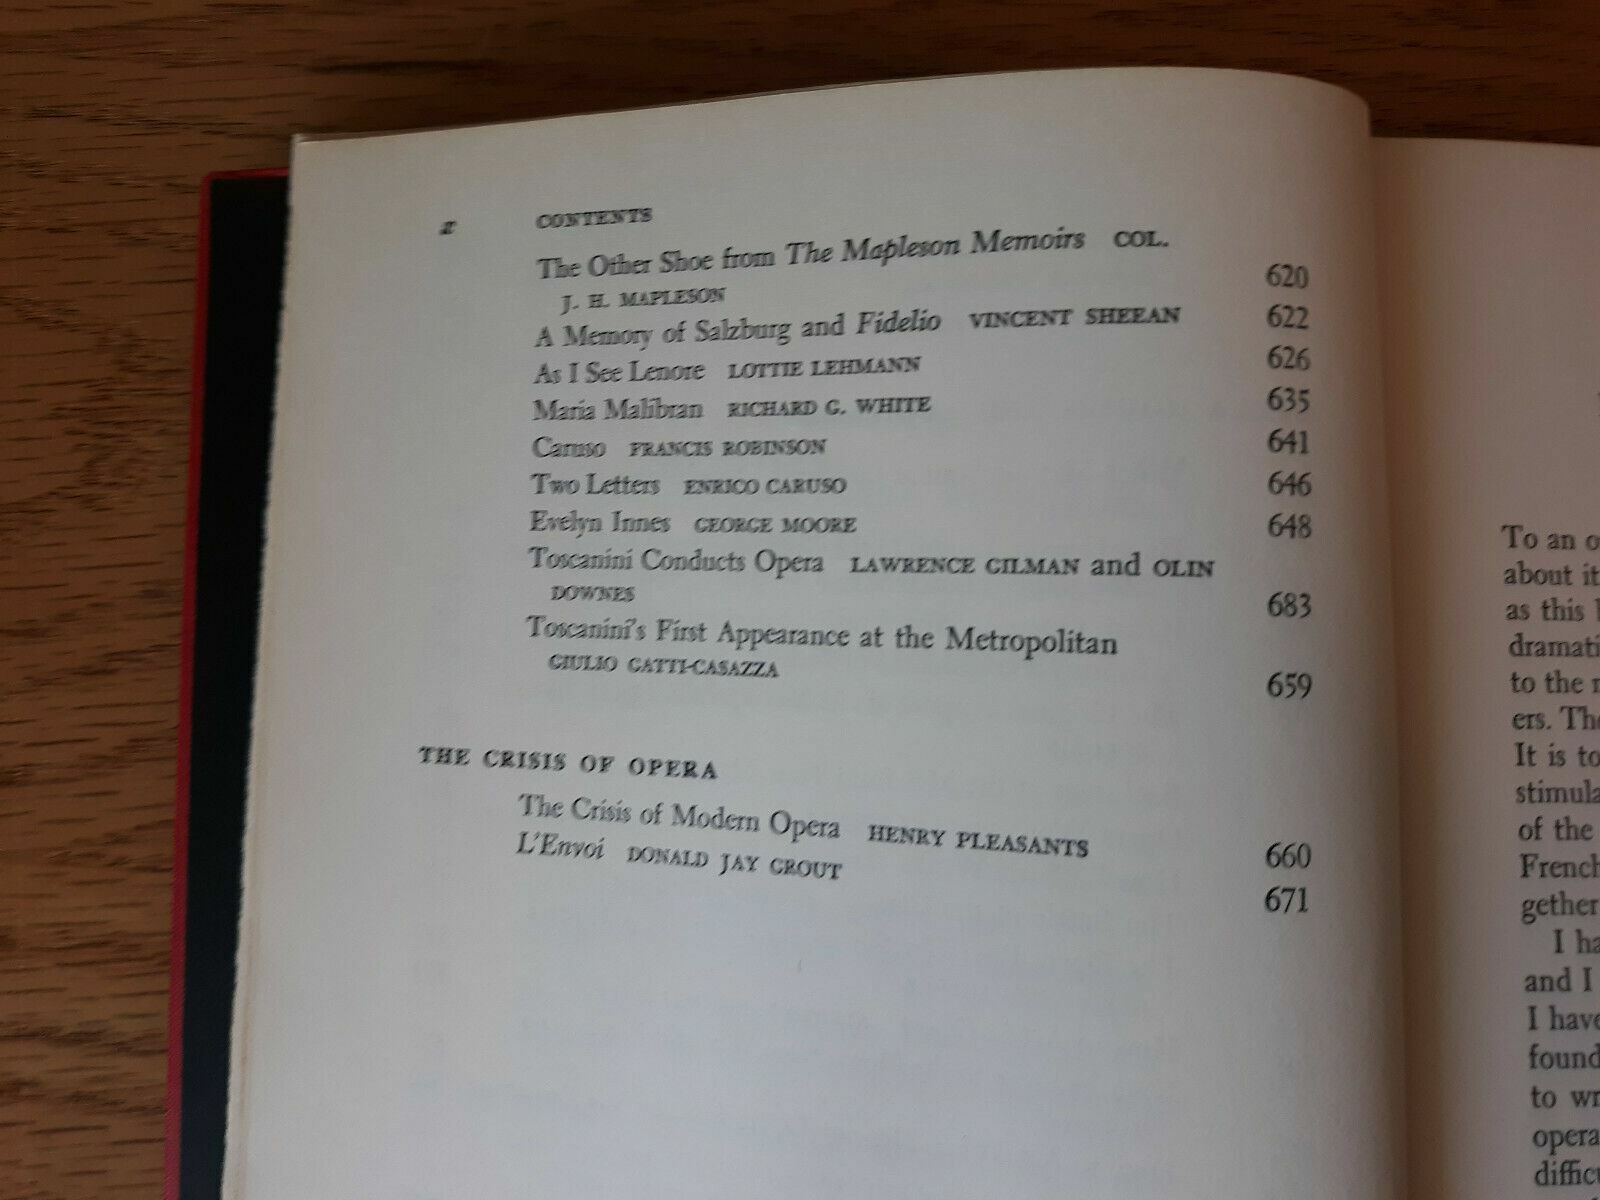 x CONTENTS
The Other Shoe from The Mapleson Memoirs COL.
J. H. MAPLESON 620
A Memory of Salzburg and Fidelio VINCENT SHEEAN 622
As I See Lenore LOTTIE LEHMANN 626
Maria Malibran RICHARD G. WHITE 635
Caruso FRANCIS ROBINSON 641
Two Letters ENRICO CARUSO 646
Evelyn Innes GEORGE MOORE 648
Toscanini Conducts Opera LAWRENCE GILMAN and OLIN
DOWNES 683
Toscanini's First Appearance at the Metropolitan
GIULIO GATTI-CASAZZA 659
THE CRISIS OF OPERA
The Crisis of Modern Opera HENRY PLEASANTS 660
L'Envoi DONALD JAY GROUT 671
To an o
about it
as this
dramati
to the
ers. The
It is to
stimula
of the
French
gether
I ha
and I
I have
found
to wr
opera
difficu